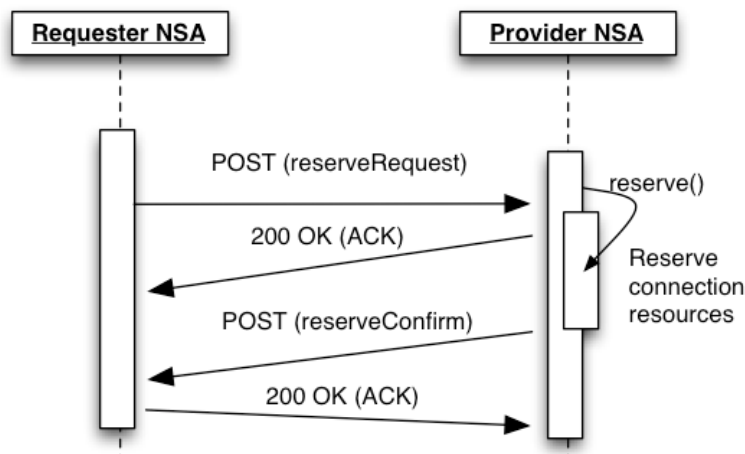 Requester NSA
Provider NSA
POST (reserveRequest)
reserve()
200 OK (ACK)
Reserve
connection
resources
POST (reserveConfirm)
200 OK (ACK)